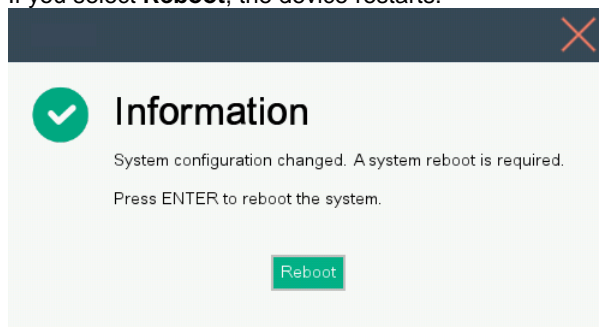 If you select Reboot, the device restarts.
Information
System configuration changed. A system reboot is required.
Press ENTER to reboot the system.
Reboot